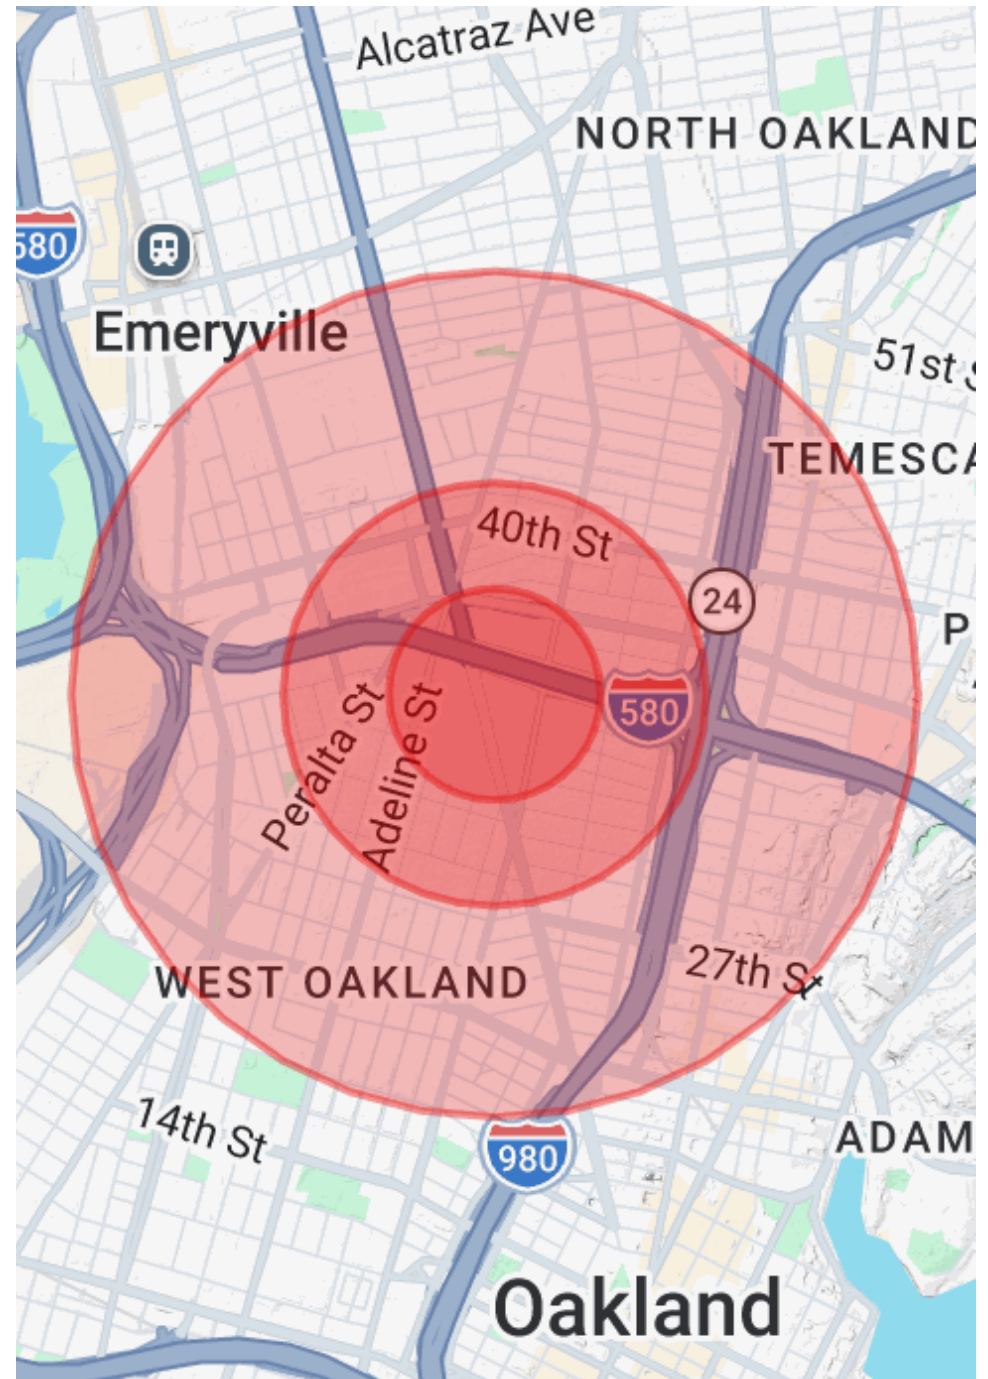 Alcatraz Ave
NORTH OAKLAND
580
Emeryville
51st S
TEMESCA
40th St
24
P
580
Peralta St
Adeline St
27th St
WEST OAKLAND
14th St
980
ADAM
Oakland